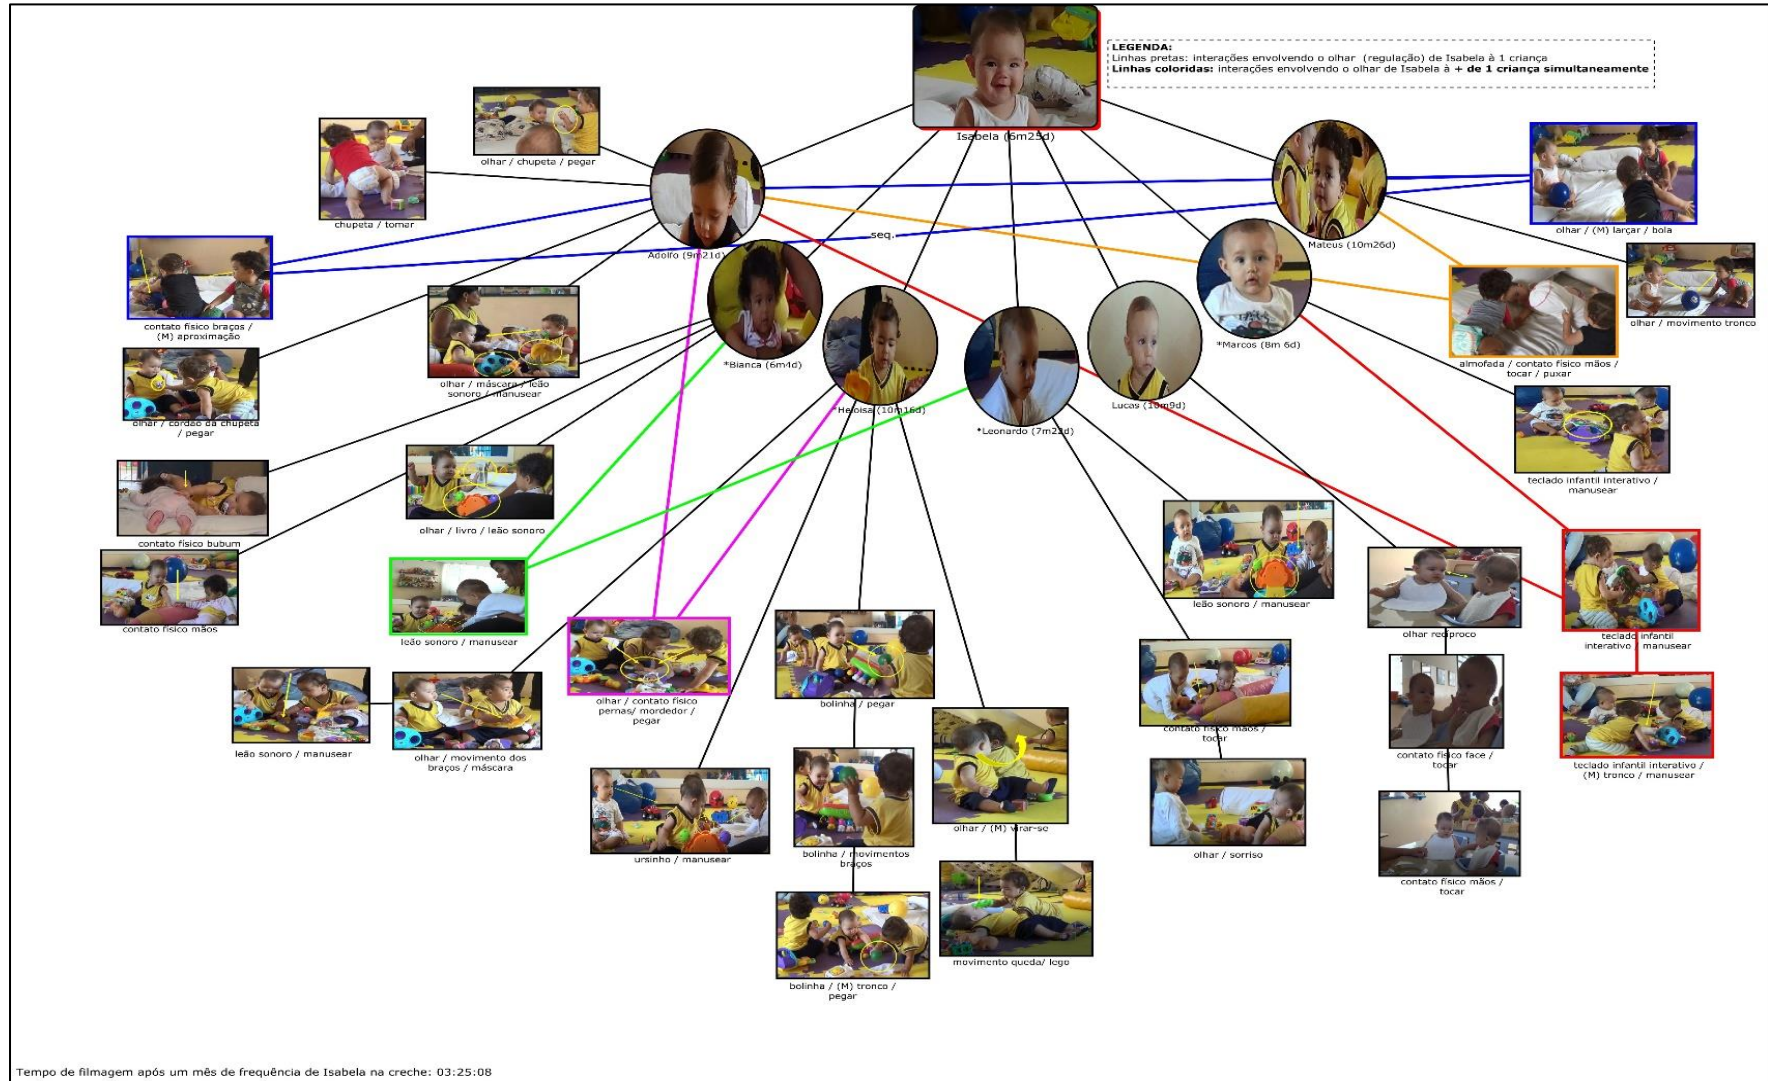 LEGENDA:
Linhas pretas: interações envolvendo o olhar (regulação) de Isabela à 1 criança
Linhas coloridas: interações envolvendo o olhar de Isabela à + de 1 criança simultaneamente
Isabela (6m25d)
olhar / chupeta / pegar
chupeta / tomar
olhar / (M) larçar / bola
seq.
Mateus (10m26d)
Adolfo (9m21d)
*Marcos (8m 6d)
olhar / movimento tronco
contato físico braços /
(M) aproximação
*Bianca (6m4d)
almofada / contato físico mãos /
tocar / puxar
olhar / máscara / leão
sonoro / manusear
*Heloisa (10m16d)
Lucas (10m9d)
*Leonardo (7m22d)
olhar / cordão da chupeta
/ pegar
teclado infantil interativo /
manusear
olhar / livro / leão sonoro
contato físico bubum
contato físico mãos
leão sonoro / manusear
leão sonoro / manusear
olhar recíproco
teclado infantil
interativo / manusear
olhar / contato físico
pernas/ mordedor /
pegar
bolinha / pegar
contato físico mãos /
tocar
leão sonoro / manusear
olhar / movimento dos
braços / máscara
contato físico face /
tocar
teclado infantil interativo /
(M) tronco / manusear
olhar / (M) virar-se
ursinho / manusear
bolinha / movimentos
braços
olhar / sorriso
contato físico mãos /
tocar
movimento queda/ lego
bolinha / (M) tronco /
pegar
Tempo de filmagem após um mês de frequência de Isabela na creche: 03:25:08